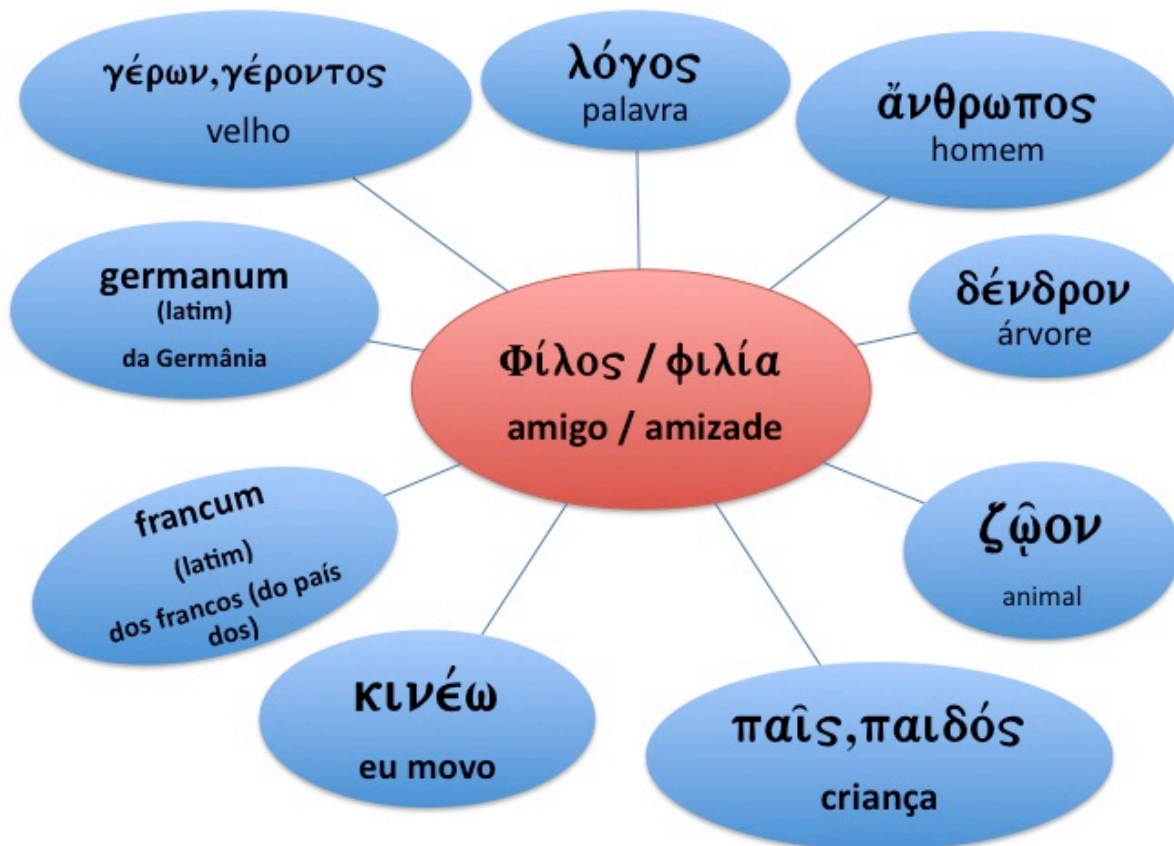 γέρων,γέροντος
velho
λόγος
palavra
ἄνθρωπος
homem
germanum
(latim)
da Germânia
Φίλος / φιλία
amigo / amizade
δένδρον
árvore
francum
(latim)
dos francos (do país
dos)
ζῷον
animal
κινέω
eu movo
παῖς,παιδός
criança